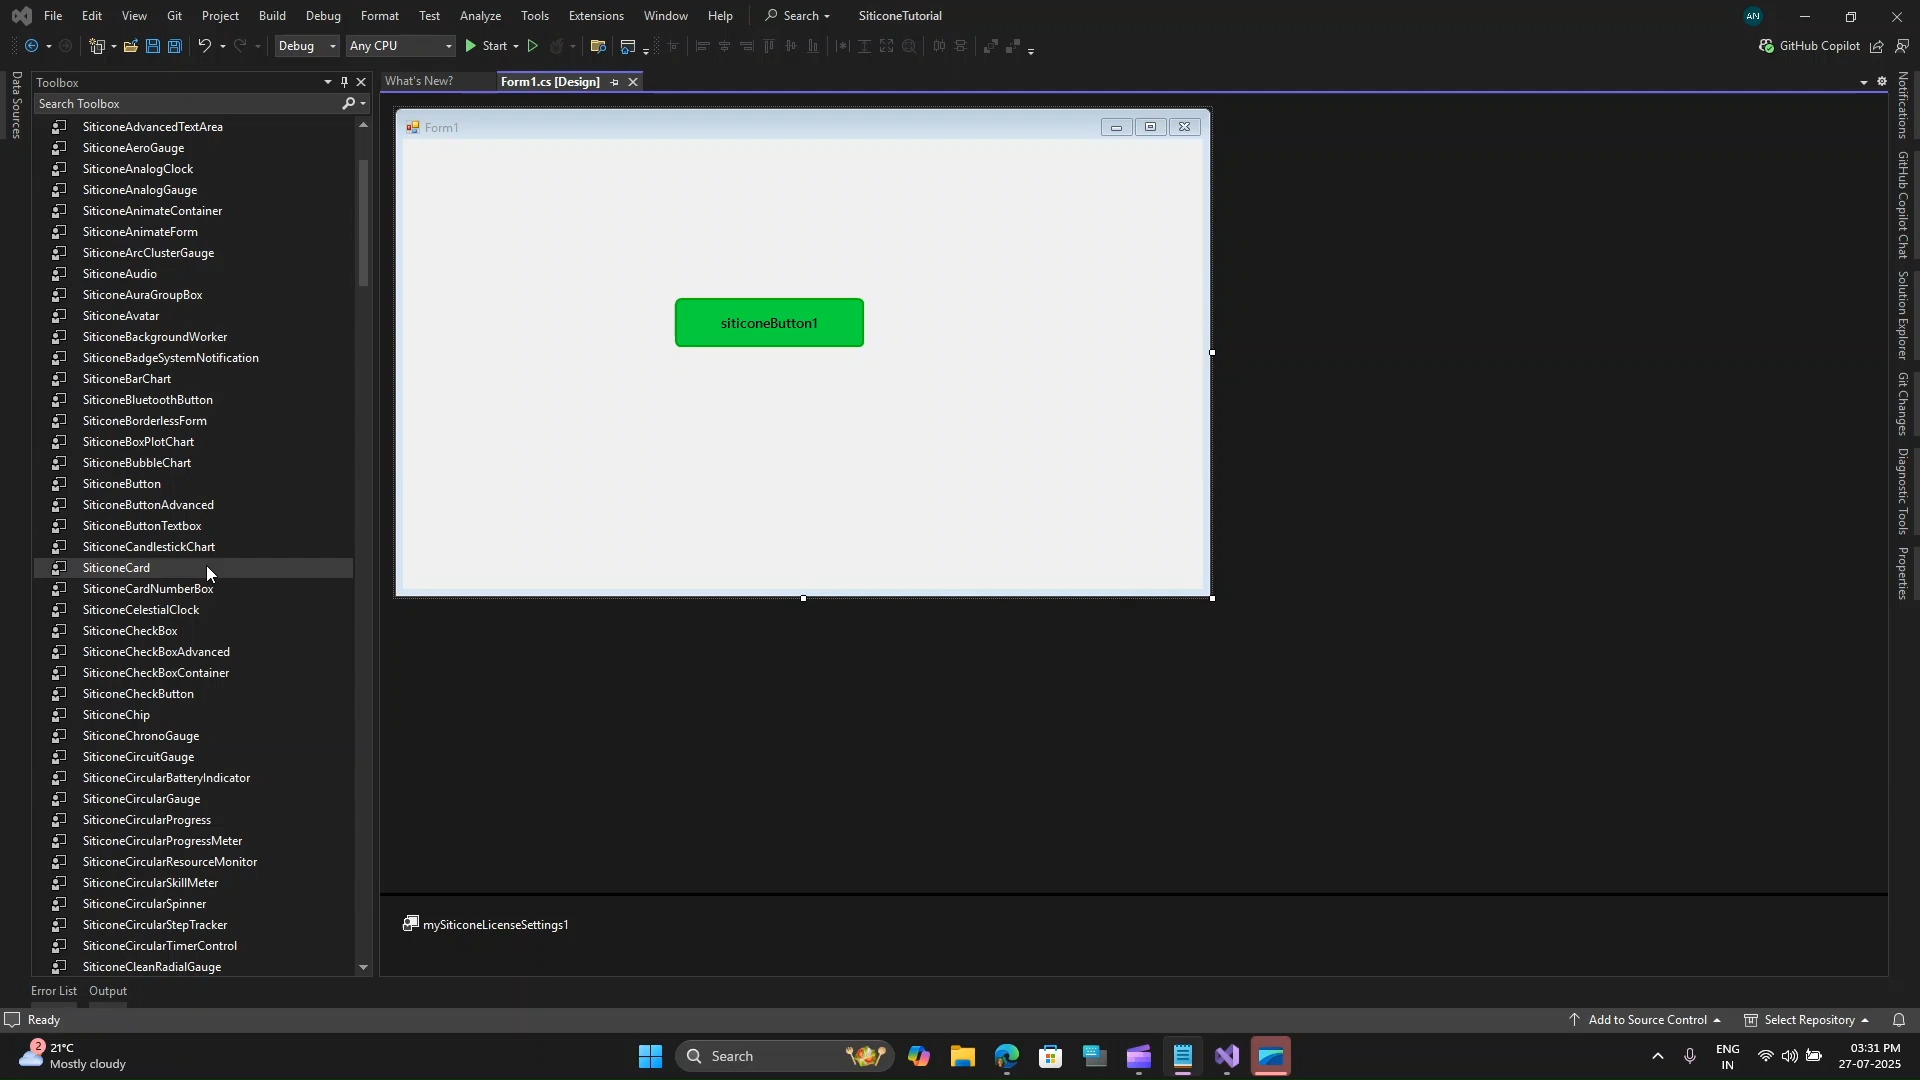 File Edit View Git Project Build Debug Format Test Analyze Tools Extensions Window Help Search SiticoneTutorial AN
Debug Any CPU Start GitHub Copilot
Data Sources
Toolbox
Search Toolbox
SiticoneAdvancedTextArea
SiticoneAeroGauge
SiticoneAnalogClock
SiticoneAnalogGauge
SiticoneAnimateContainer
SiticoneAnimateForm
SiticoneArcClusterGauge
SiticoneAudio
SiticoneAuraGroupBox
SiticoneAvatar
SiticoneBackgroundWorker
SiticoneBadgeSystemNotification
SiticoneBarChart
SiticoneBluetoothButton
SiticoneBorderlessForm
SiticoneBoxPlotChart
SiticoneBubbleChart
SiticoneButton
SiticoneButtonAdvanced
SiticoneButtonTextbox
SiticoneCandlestickChart
SiticoneCard
SiticoneCardNumberBox
SiticoneCelestialClock
SiticoneCheckBox
SiticoneCheckBoxAdvanced
SiticoneCheckBoxContainer
SiticoneCheckButton
SiticoneChip
SiticoneChronoGauge
SiticoneCircuitGauge
SiticoneCircularBatteryIndicator
SiticoneCircularGauge
SiticoneCircularProgress
SiticoneCircularProgressMeter
SiticoneCircularResourceMonitor
SiticoneCircularSkillMeter
SiticoneCircularSpinner
SiticoneCircularStepTracker
SiticoneCircularTimerControl
SiticoneCleanRadialGauge
What's New? Form1.cs [Design]
Form1
siticoneButton1
mySiticoneLicenseSettings1
Notifications
GitHub Copilot Chat
Solution Explorer
Git Changes
Diagnostic Tools
Properties
Error List Output
Ready Add to Source Control Select Repository
2
21°C
Mostly cloudy
Search
ENG
IN
03:31 PM
27-07-2025